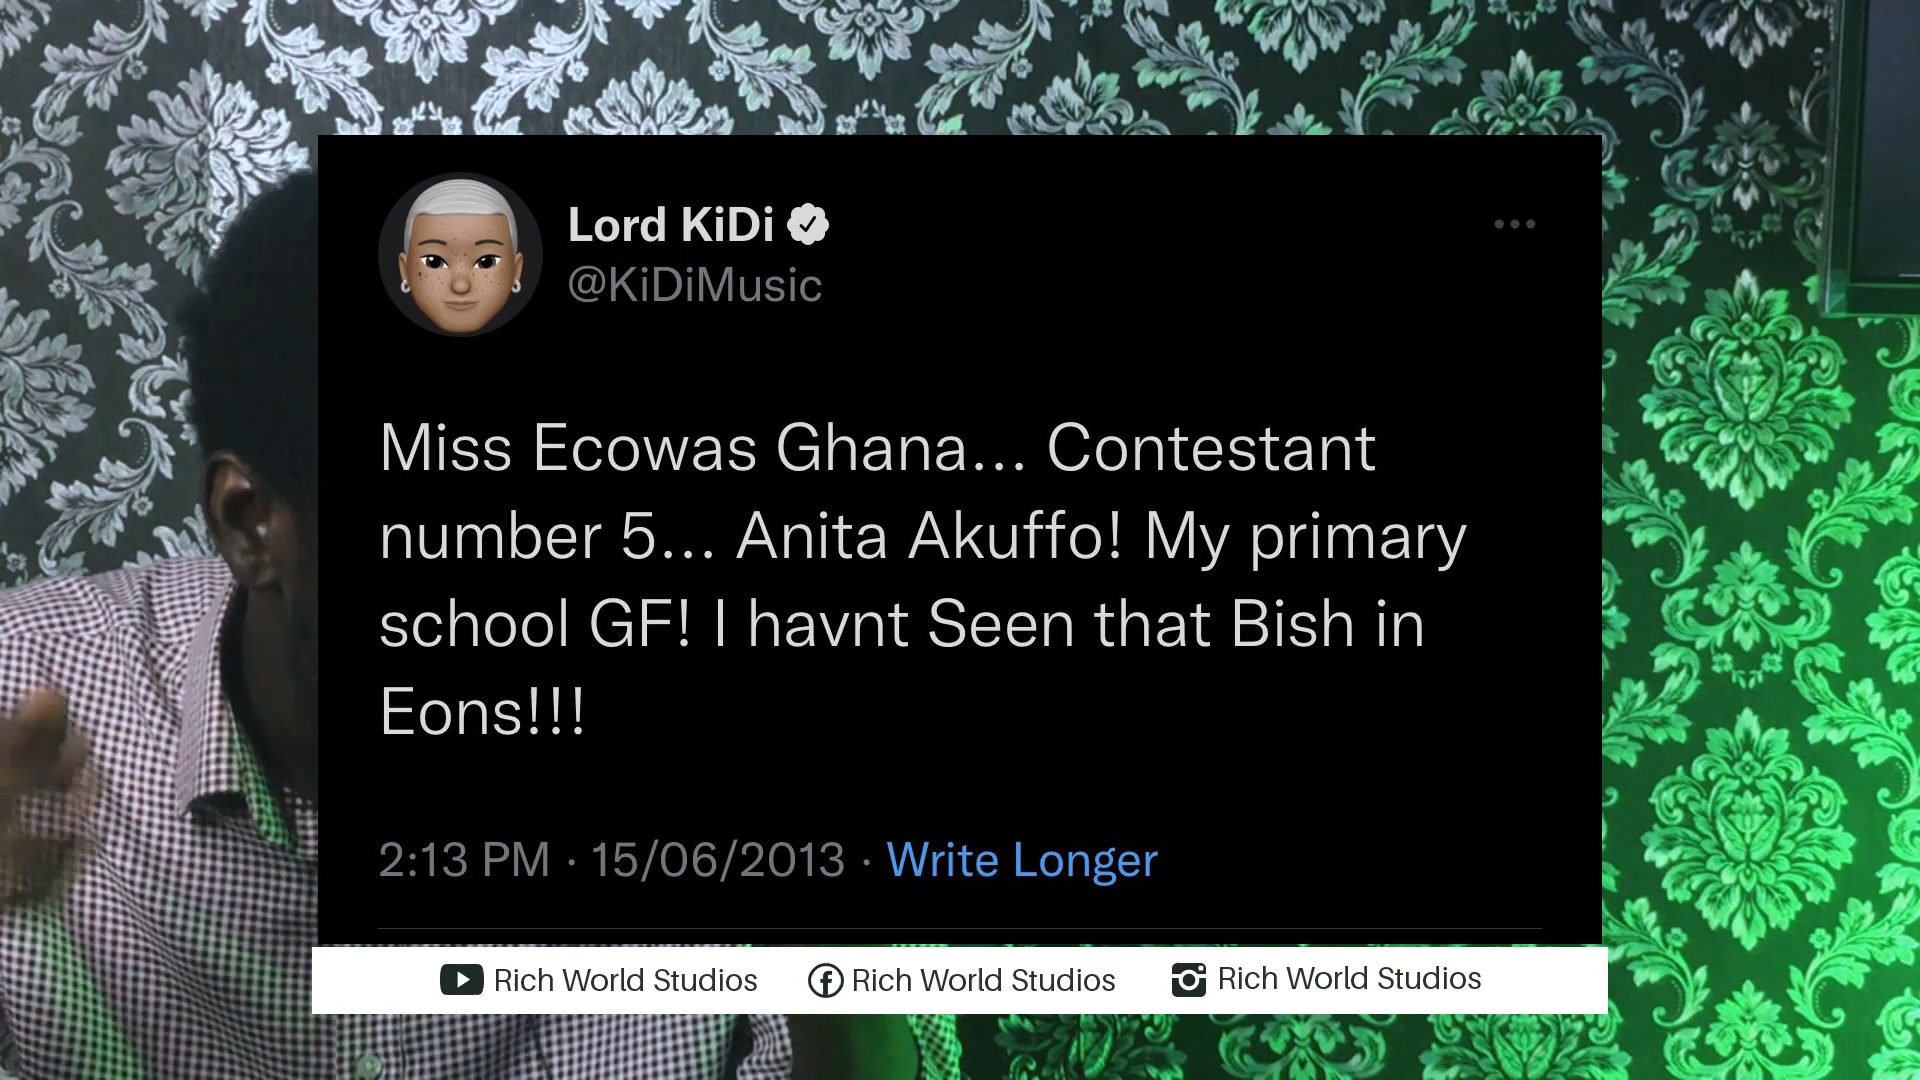 Lord KiDi
@KiDiMusic
Miss Ecowas Ghana... Contestant
number 5... Anita Akuffo! My primary
school GF! I havnt Seen that Bish in
Eons!!!
2:13 PM · 15/06/2013 · Write Longer
Rich World Studios Rich World Studios Rich World Studios